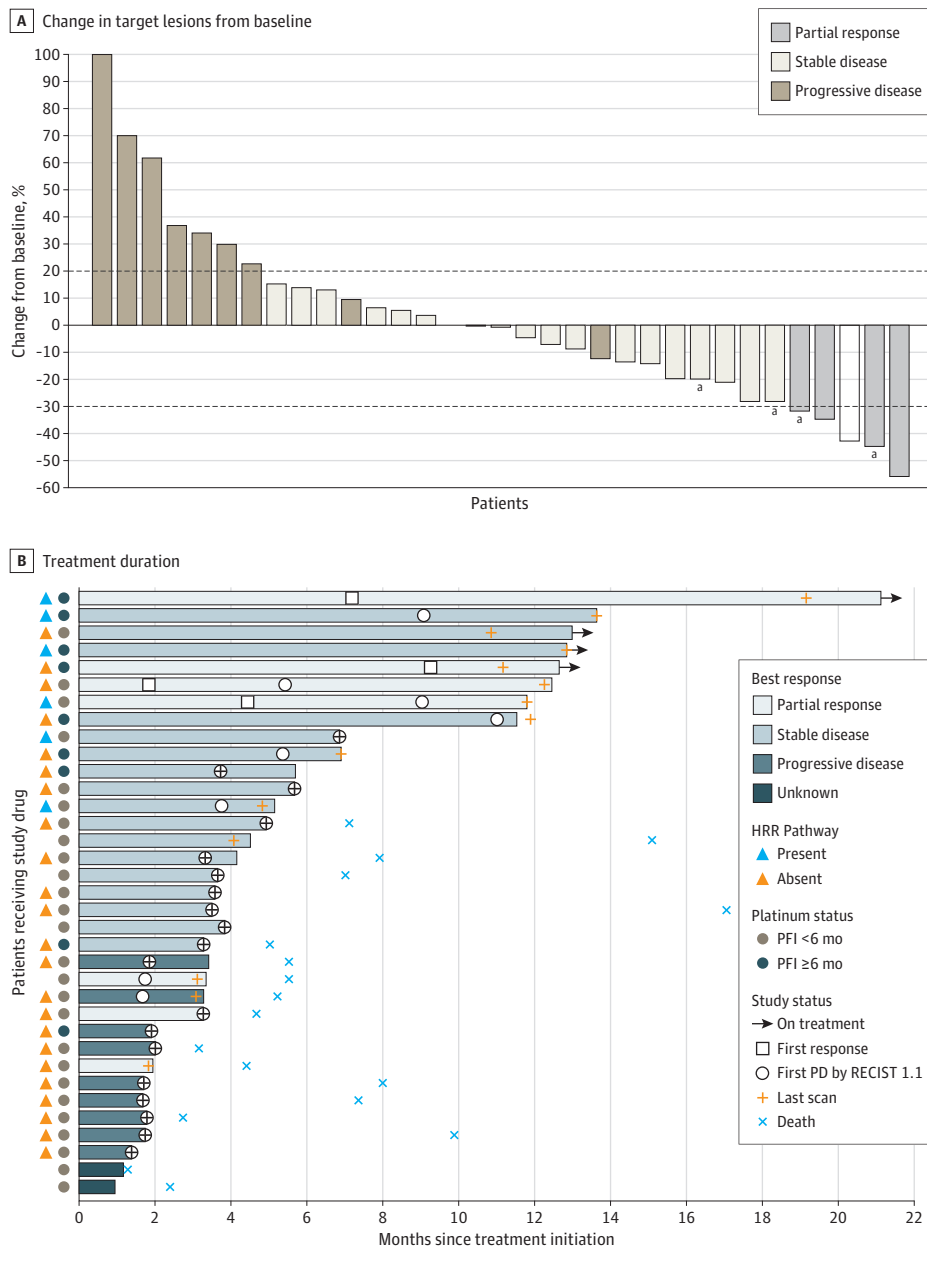 A Change in target lesions from baseline
Partial response
Stable disease
Progressive disease
Change from baseline, %
100
90
80
70
60
50
40
30
20
10
0
-10
-20
-30
-40
-50
-60
a
a
a
a
Patients
B Treatment duration
Patients receiving study drug
Best response
Partial response
Stable disease
Progressive disease
Unknown
HRR Pathway
Present
Absent
Platinum status
PFI <6 mo
PFI ≥6 mo
Study status
On treatment
First response
First PD by RECIST 1.1
Last scan
Death
0 2 4 6 8 10 12 14 16 18 20 22
Months since treatment initiation